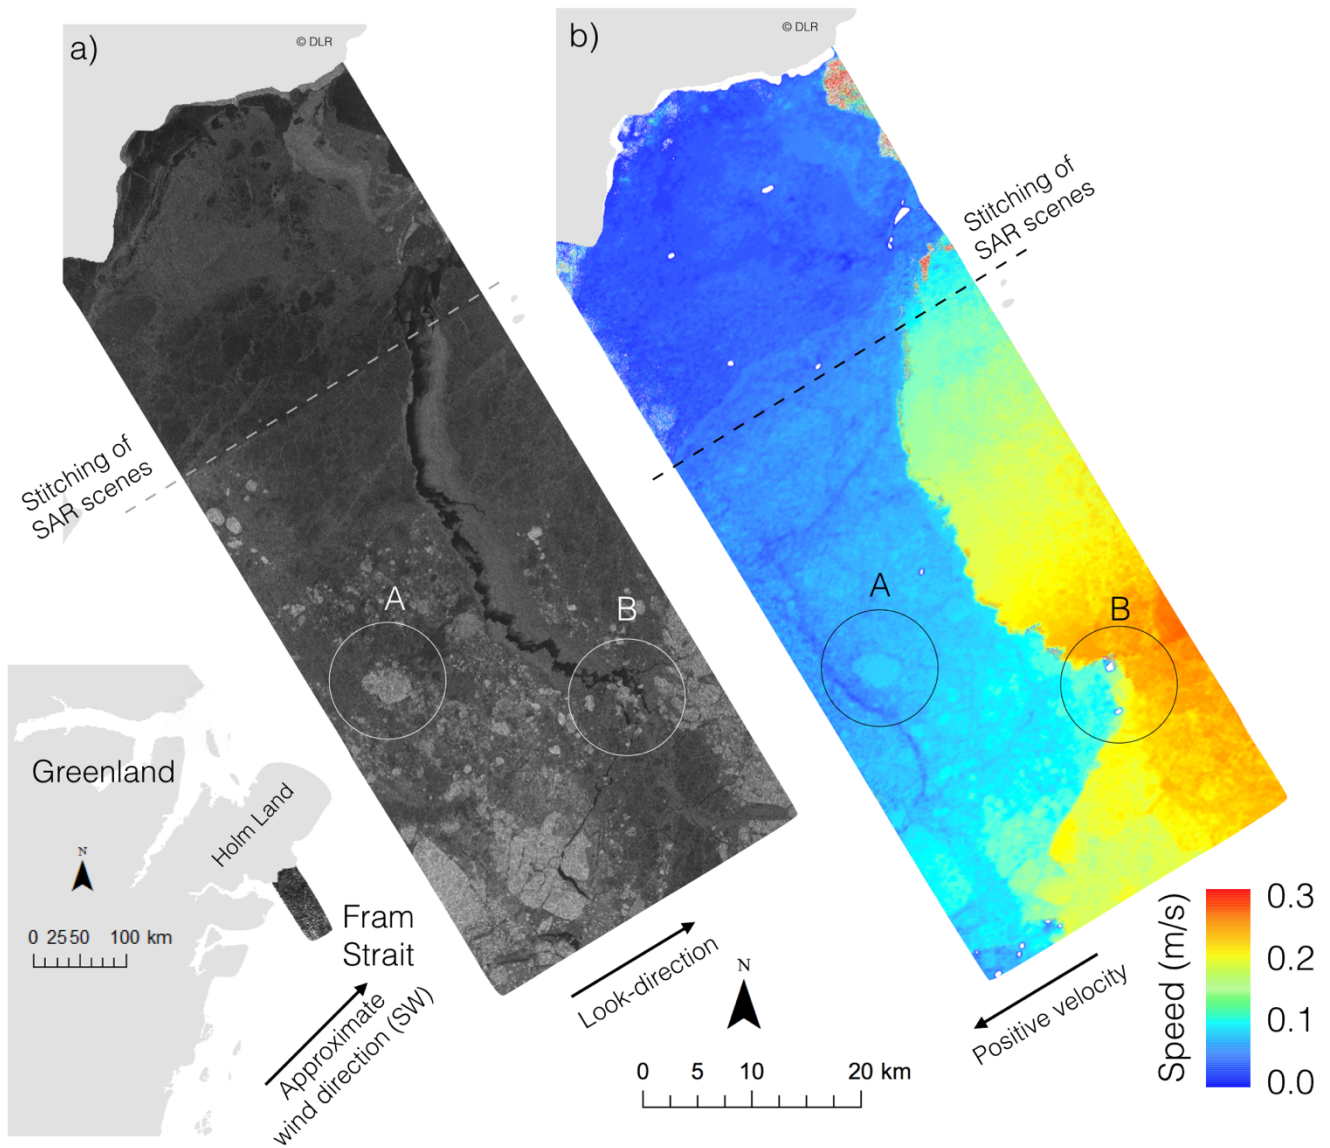 a)
© DLR
b)
© DLR
Stitching of
SAR scenes
Stitching of
SAR scenes
A
B
A
B
Greenland
Holm Land
N
0 25 50 100 km
Fram
Strait
Approximate
wind direction (SW)
Look-direction
N
0 5 10 20 km
Positive velocity
Speed (m/s)
0.3
0.2
0.1
0.0